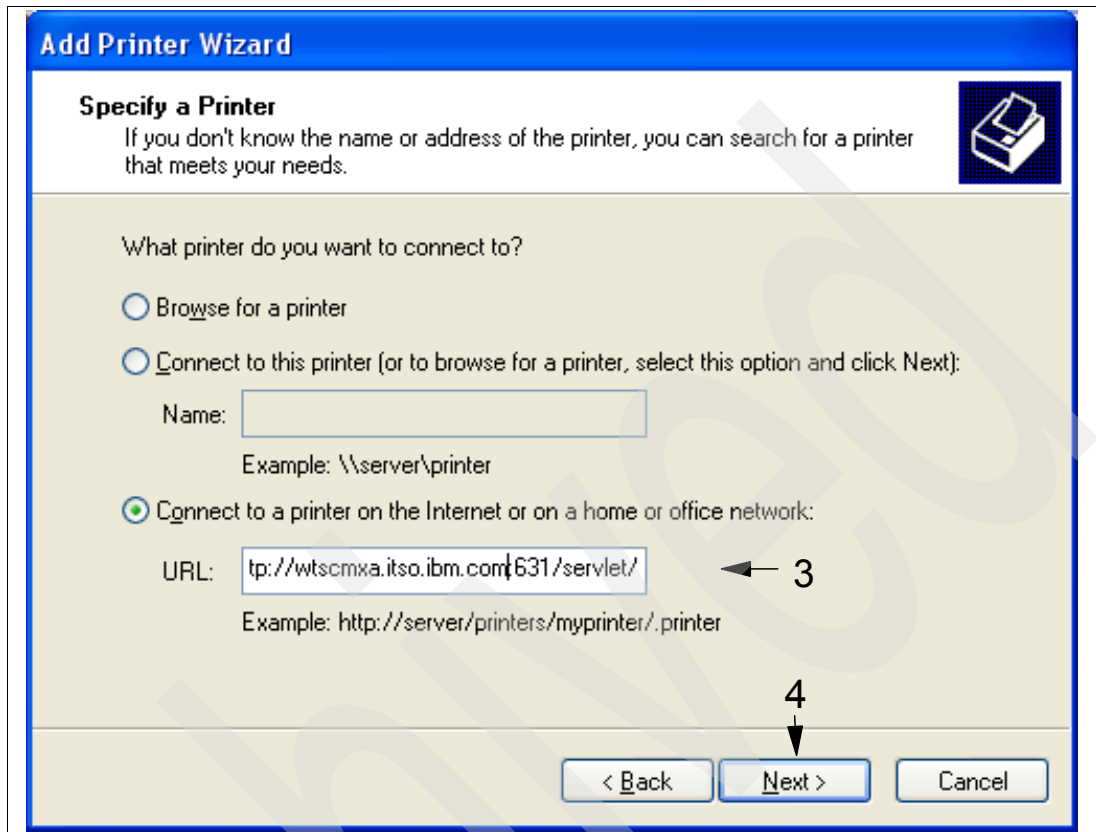 Add Printer Wizard
Specify a Printer
If you don't know the name or address of the printer, you can search for a printer
that meets your needs.
What printer do you want to connect to?
Browse for a printer
Connect to this printer (or to browse for a printer, select this option and click Next):
Name:
Example: \\server\printer
Connect to a printer on the Internet or on a home or office network:
URL: tp://wtscmxa.itso.ibm.com:631/servlet/
3
Example: http://server/printers/myprinter/.printer
4
< Back Next > Cancel